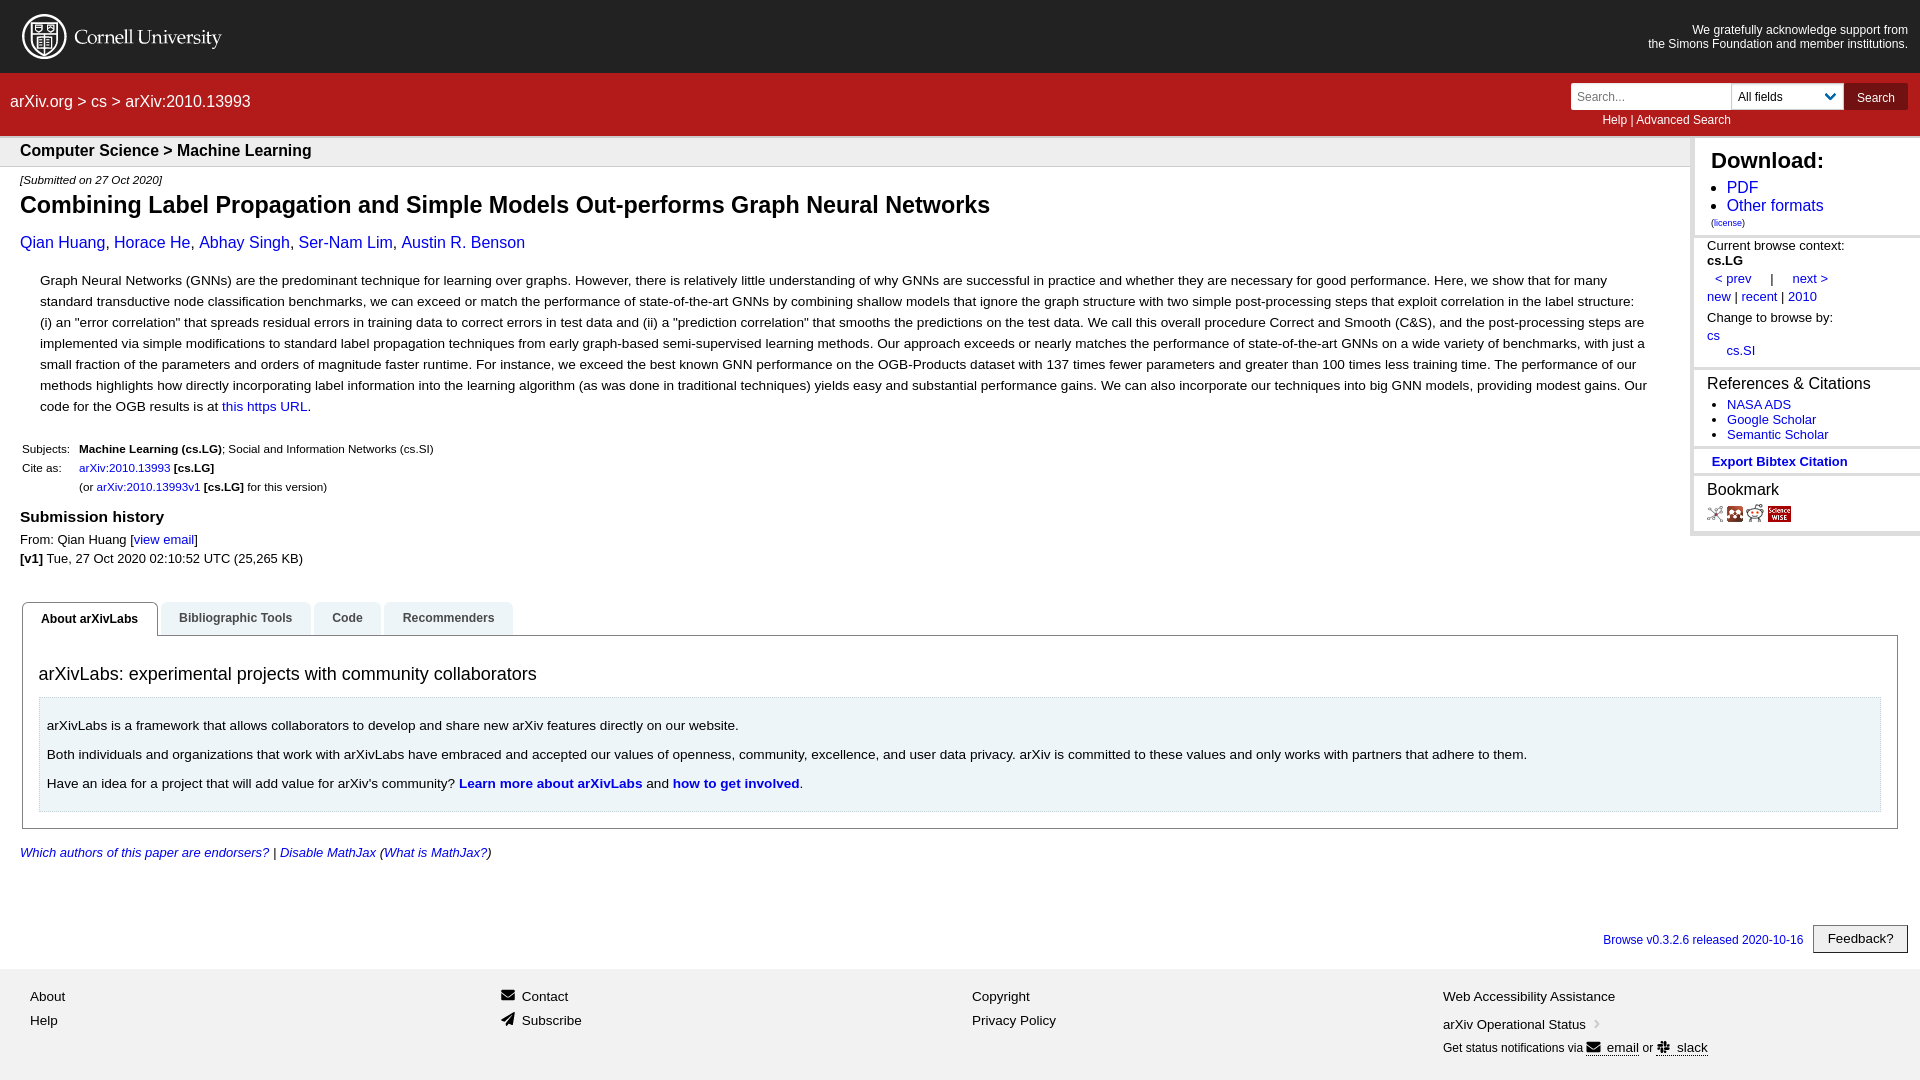 Cornell University
We gratefully acknowledge support from
the Simons Foundation and member institutions.
arXiv.org > cs > arXiv:2010.13993
Search...
All fields
Search
Help | Advanced Search
Computer Science > Machine Learning
[Submitted on 27 Oct 2020]
Combining Label Propagation and Simple Models Out-performs Graph Neural Networks
Qian Huang, Horace He, Abhay Singh, Ser-Nam Lim, Austin R. Benson
Graph Neural Networks (GNNs) are the predominant technique for learning over graphs. However, there is relatively little understanding of why GNNs are successful in practice and whether they are necessary for good performance. Here, we show that for many
standard transductive node classification benchmarks, we can exceed or match the performance of state-of-the-art GNNs by combining shallow models that ignore the graph structure with two simple post-processing steps that exploit correlation in the label structure:
(i) an "error correlation" that spreads residual errors in training data to correct errors in test data and (ii) a "prediction correlation" that smooths the predictions on the test data. We call this overall procedure Correct and Smooth (C&S), and the post-processing steps are
implemented via simple modifications to standard label propagation techniques from early graph-based semi-supervised learning methods. Our approach exceeds or nearly matches the performance of state-of-the-art GNNs on a wide variety of benchmarks, with just a
small fraction of the parameters and orders of magnitude faster runtime. For instance, we exceed the best known GNN performance on the OGB-Products dataset with 137 times fewer parameters and greater than 100 times less training time. The performance of our
methods highlights how directly incorporating label information into the learning algorithm (as was done in traditional techniques) yields easy and substantial performance gains. We can also incorporate our techniques into big GNN models, providing modest gains. Our
code for the OGB results is at this https URL.
Subjects: Machine Learning (cs.LG); Social and Information Networks (cs.SI)
Cite as: arXiv:2010.13993 [cs.LG]
(or arXiv:2010.13993v1 [cs.LG] for this version)
Submission history
From: Qian Huang [view email]
[v1] Tue, 27 Oct 2020 02:10:52 UTC (25,265 KB)
Download:
PDF
Other formats
(license)
Current browse context:
cs.LG
< prev | next >
new | recent | 2010
Change to browse by:
cs
cs.SI
References & Citations
NASA ADS
Google Scholar
Semantic Scholar
Export Bibtex Citation
Bookmark
Science
WISE
About arXivLabs
Bibliographic Tools
Code
Recommenders
arXivLabs: experimental projects with community collaborators
arXivLabs is a framework that allows collaborators to develop and share new arXiv features directly on our website.
Both individuals and organizations that work with arXivLabs have embraced and accepted our values of openness, community, excellence, and user data privacy. arXiv is committed to these values and only works with partners that adhere to them.
Have an idea for a project that will add value for arXiv's community? Learn more about arXivLabs and how to get involved.
Which authors of this paper are endorsers? | Disable MathJax (What is MathJax?)
Browse v0.3.2.6 released 2020-10-16
Feedback?
About
Help
Contact
Subscribe
Copyright
Privacy Policy
Web Accessibility Assistance
arXiv Operational Status
Get status notifications via email or slack